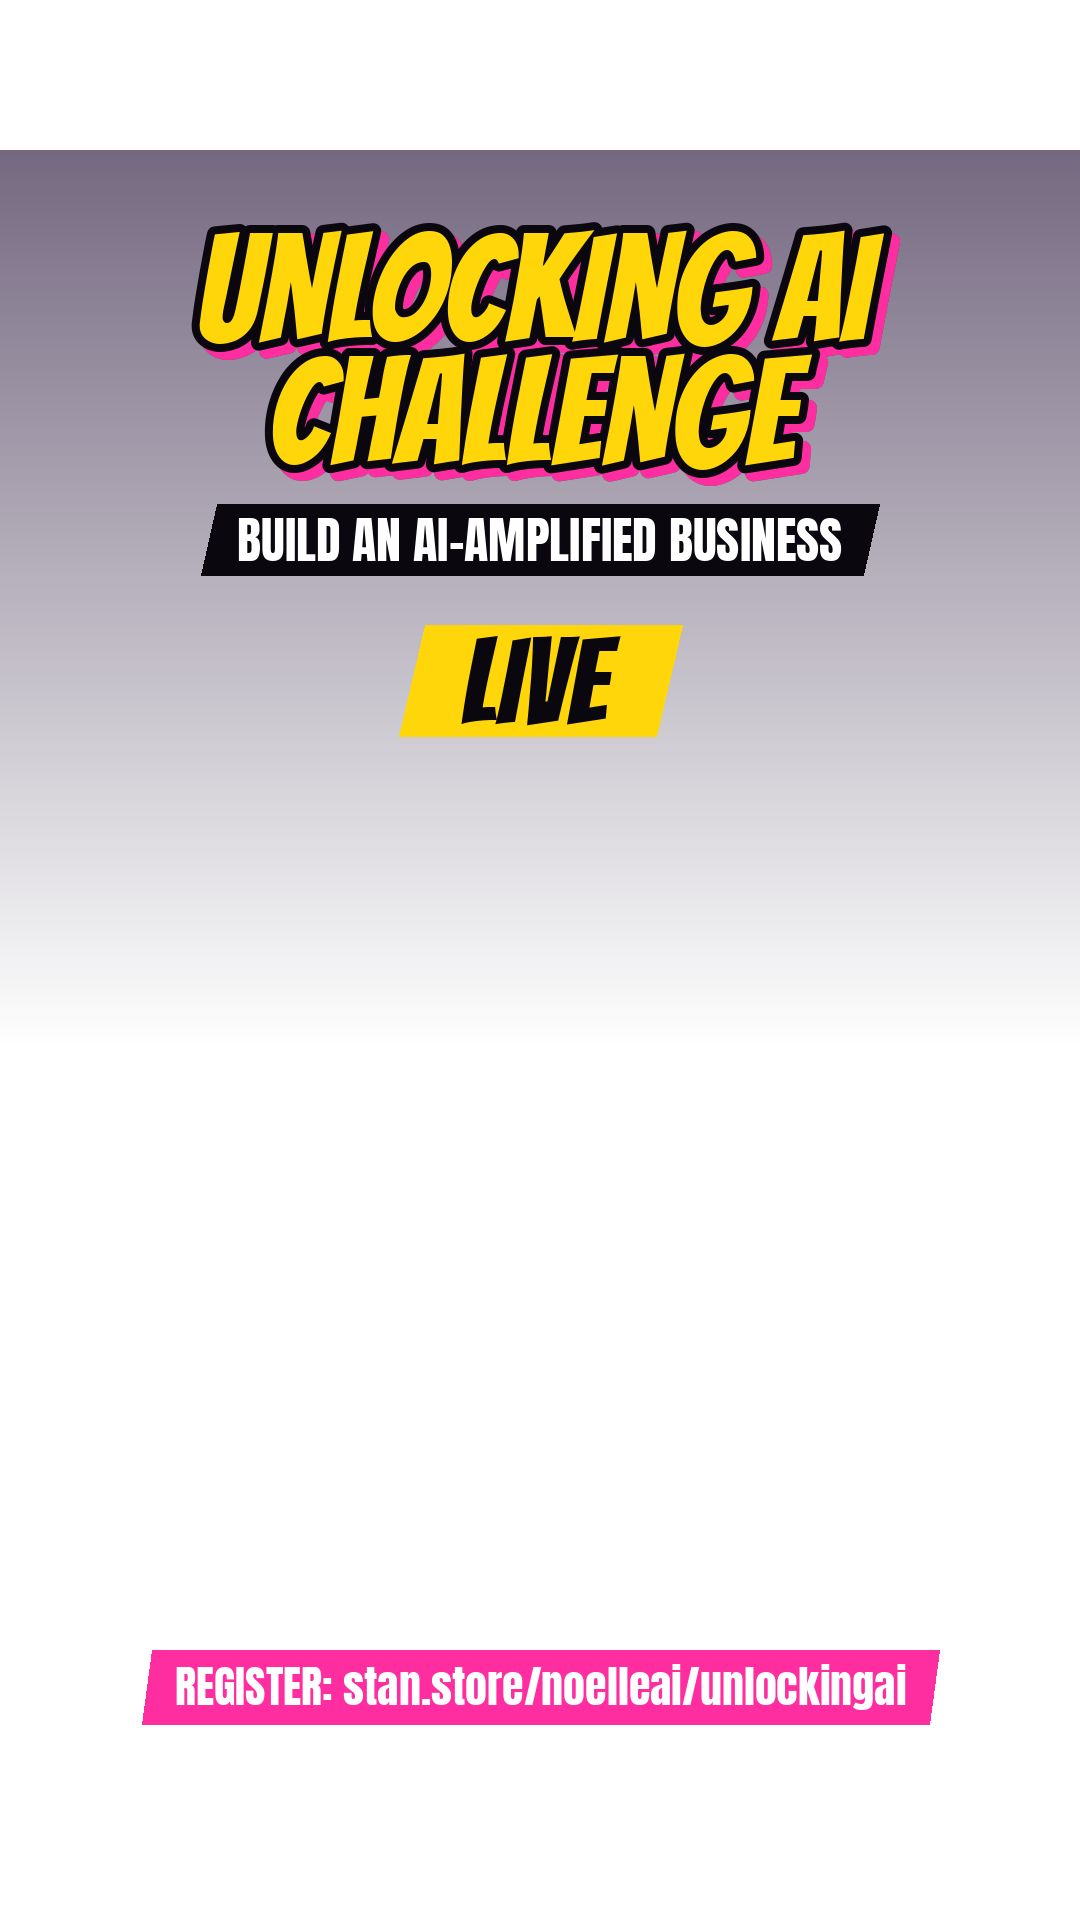 UNLOCKING AI
CHALLENGE
BUILD AN AI-AMPLIFIED BUSINESS
LIVE
REGISTER: stan.store/noelleai/unlockingai